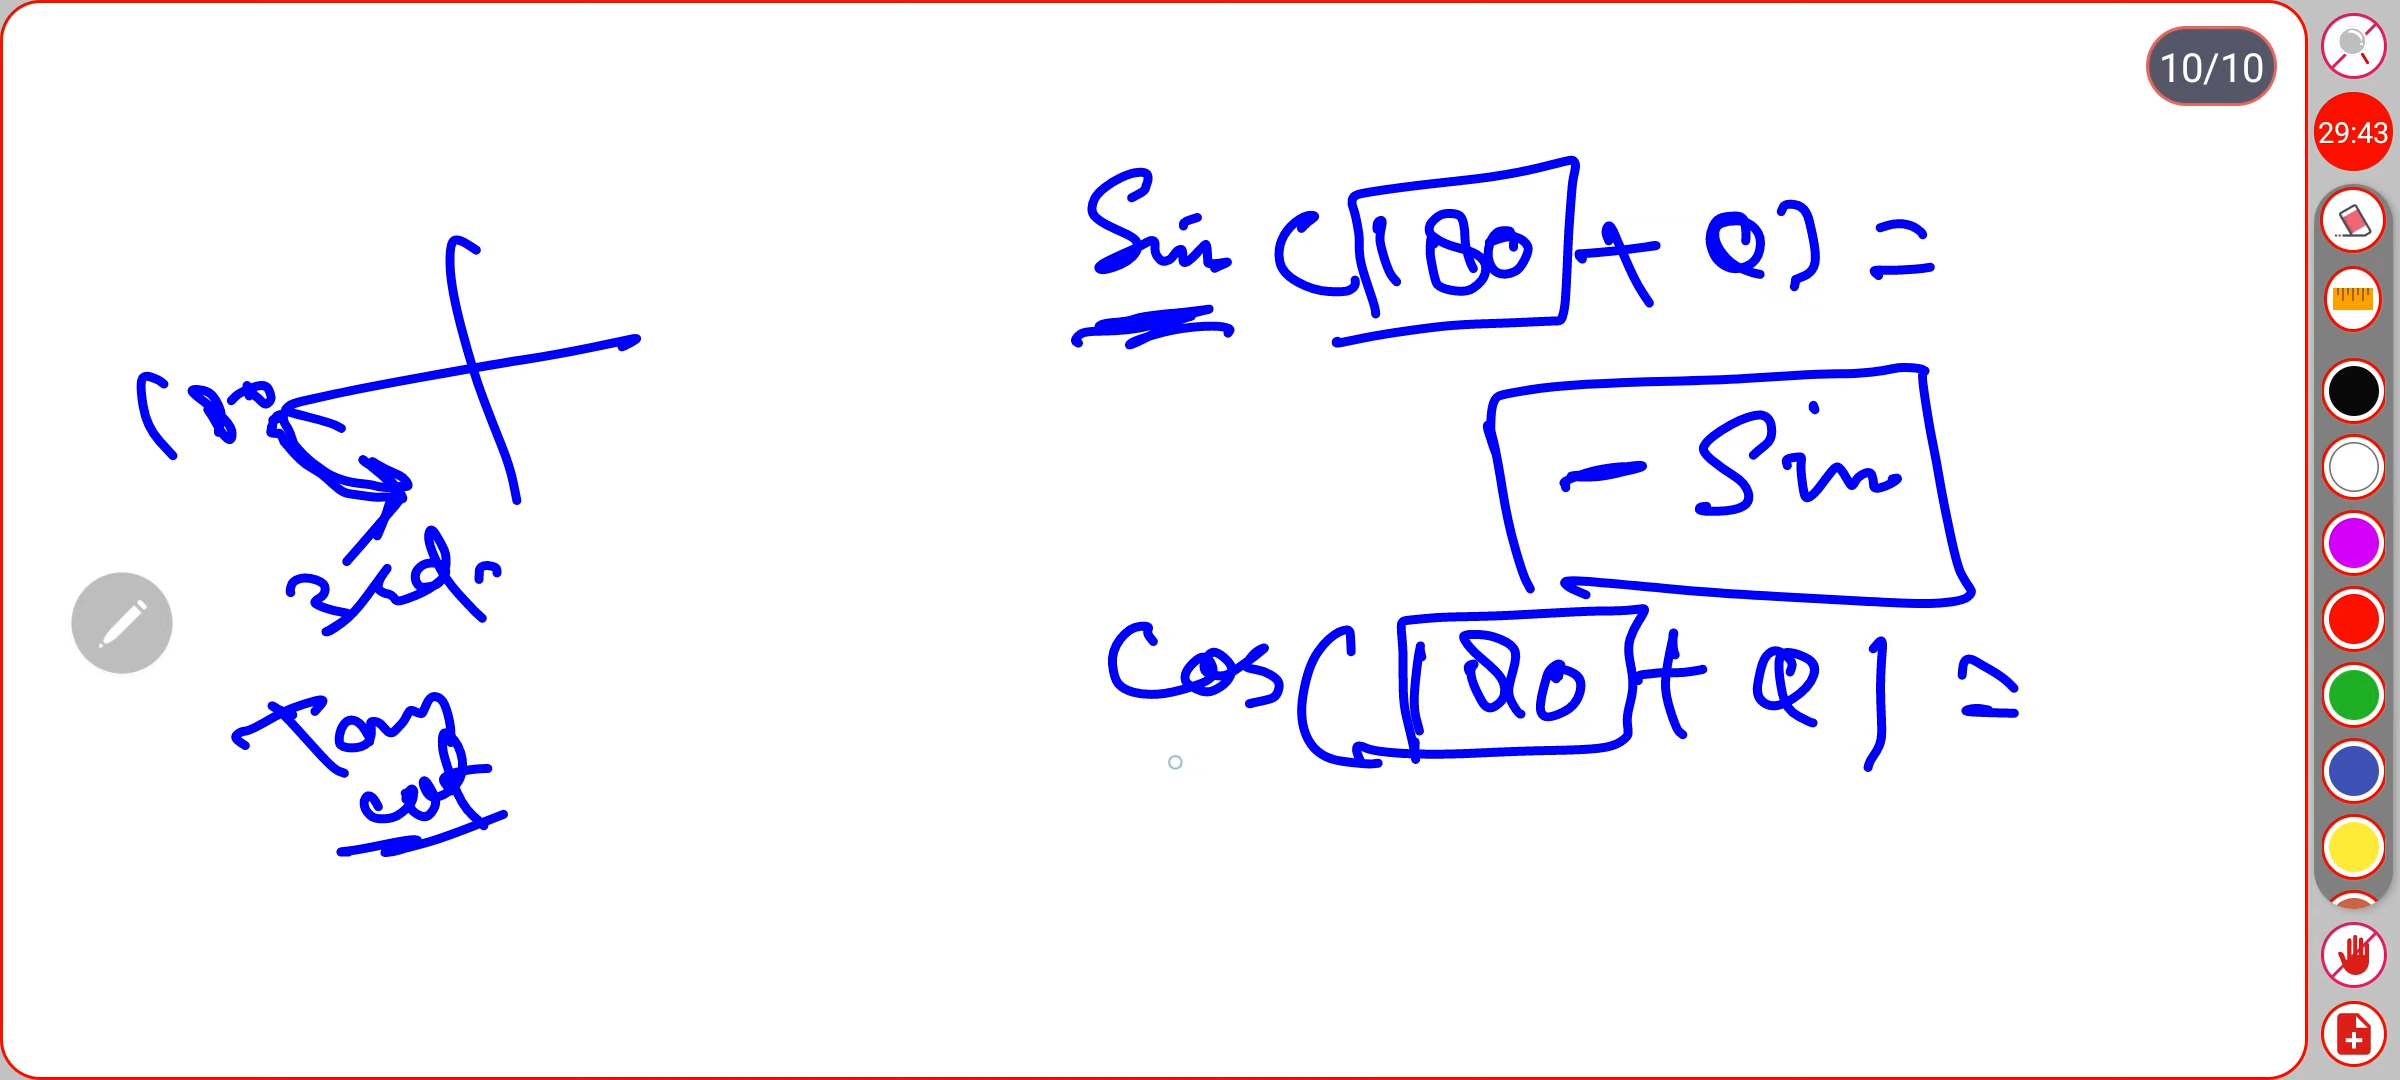 10/10
29:43
Sin (180 + θ) =
- Sin
Cos (180 + θ) =
(180
3rd
Tan
cot